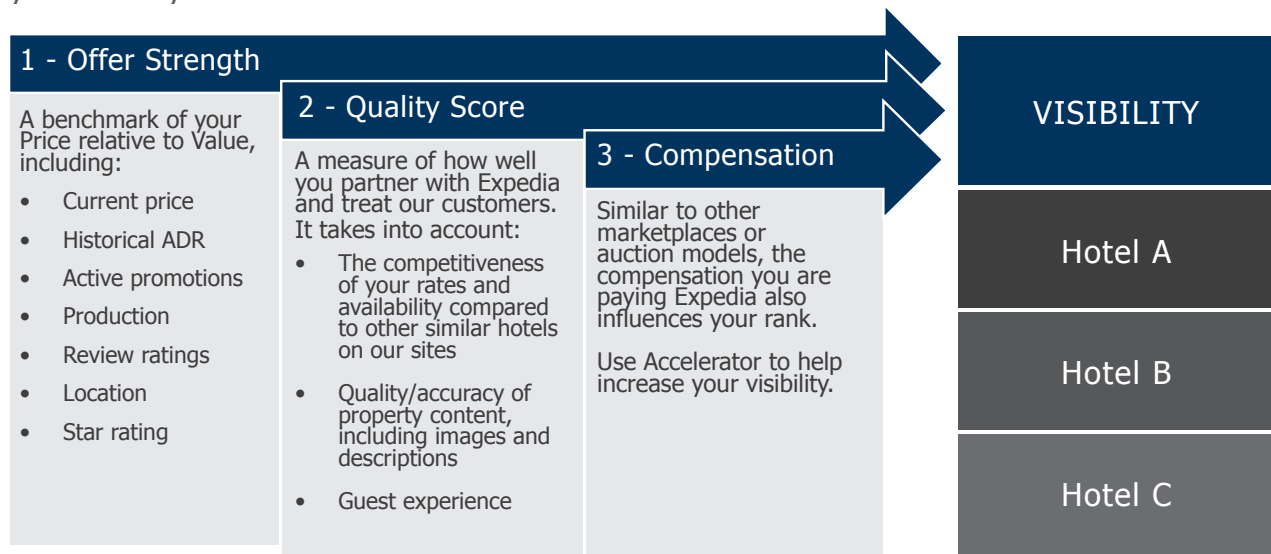 1 - Offer Strength
A benchmark of your
Price relative to Value,
including:
• Current price
• Historical ADR
• Active promotions
• Production
• Review ratings
• Location
• Star rating
2 - Quality Score
A measure of how well
you partner with Expedia
and treat our customers.
It takes into account:
• The competitiveness
of your rates and
availability compared
to other similar hotels
on our sites
• Quality/accuracy of
property content,
including images and
descriptions
• Guest experience
3 - Compensation
Similar to other
marketplaces or
auction models, the
compensation you are
paying Expedia also
influences your rank.
Use Accelerator to help
increase your visibility.
VISIBILITY
Hotel A
Hotel B
Hotel C